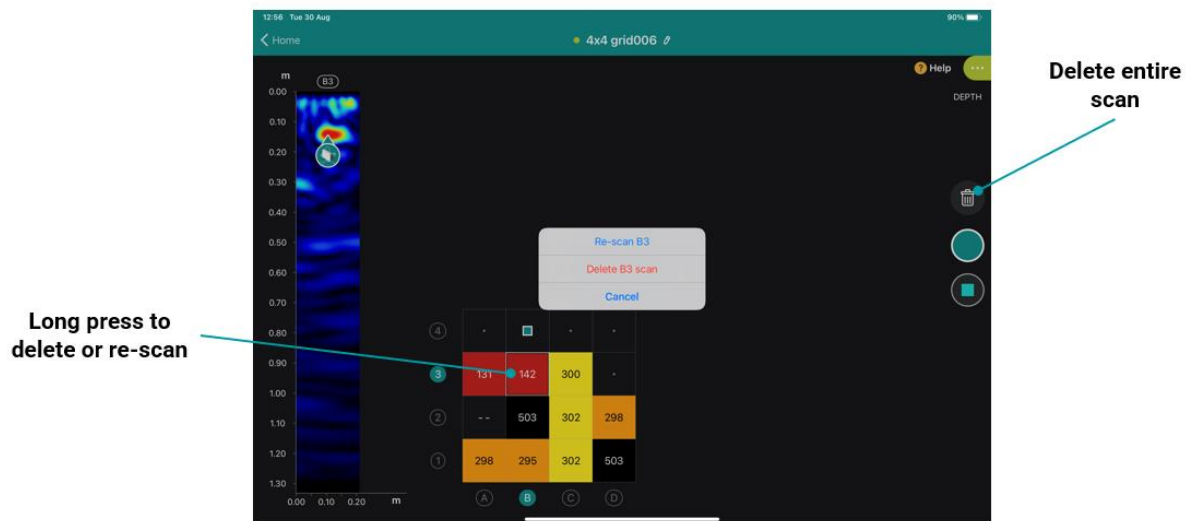 12:56 Tue 30 Aug
90%
Home
4x4 grid006
? Help
...
DEPTH
m
B3
0.00
0.10
0.20
0.30
0.40
0.50
0.60
0.70
0.80
0.90
1.00
1.10
1.20
1.30
0.00 0.10 0.20 m
Delete entire
scan
Re-scan B3
Delete B3 scan
Cancel
Long press to
delete or re-scan
4 - -  -
3 131 142 300 -
2 -- 503 302 298
1 298 295 302 503
A B C D